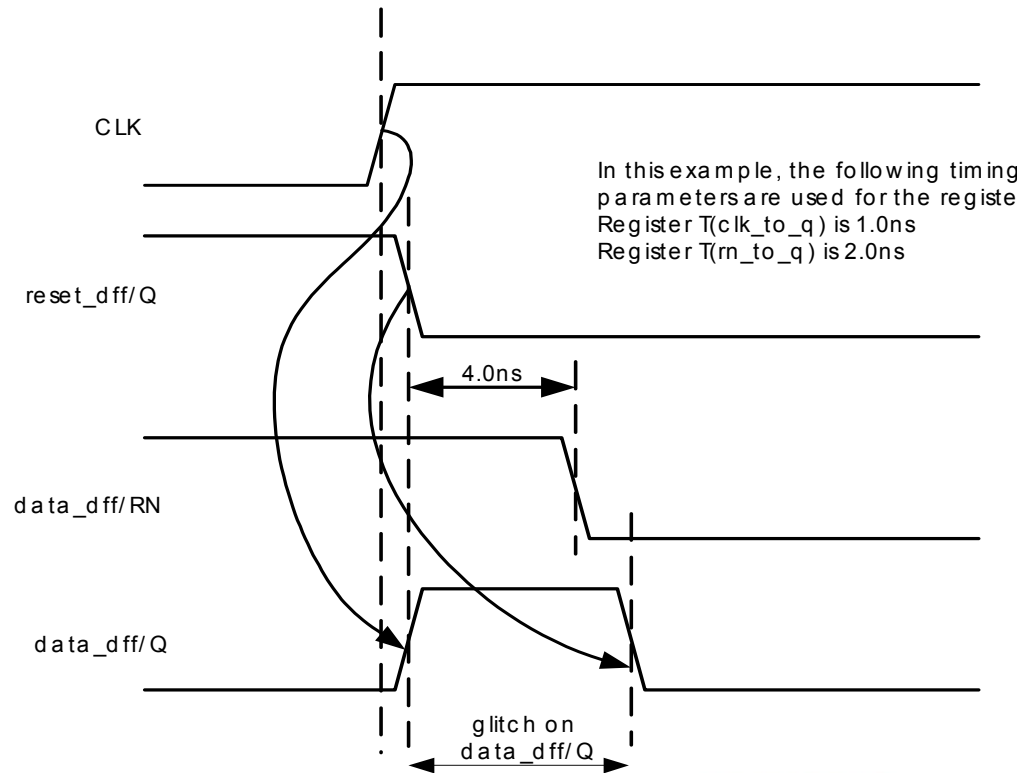 CLK
In this example, the following timing
parameters are used for the registe
Register T(clk_to_q) is 1.0ns
Register T(rn_to_q) is 2.0ns
reset_dff/Q
4.0ns
data_dff/RN
data_dff/Q
glitch on
data_dff/Q